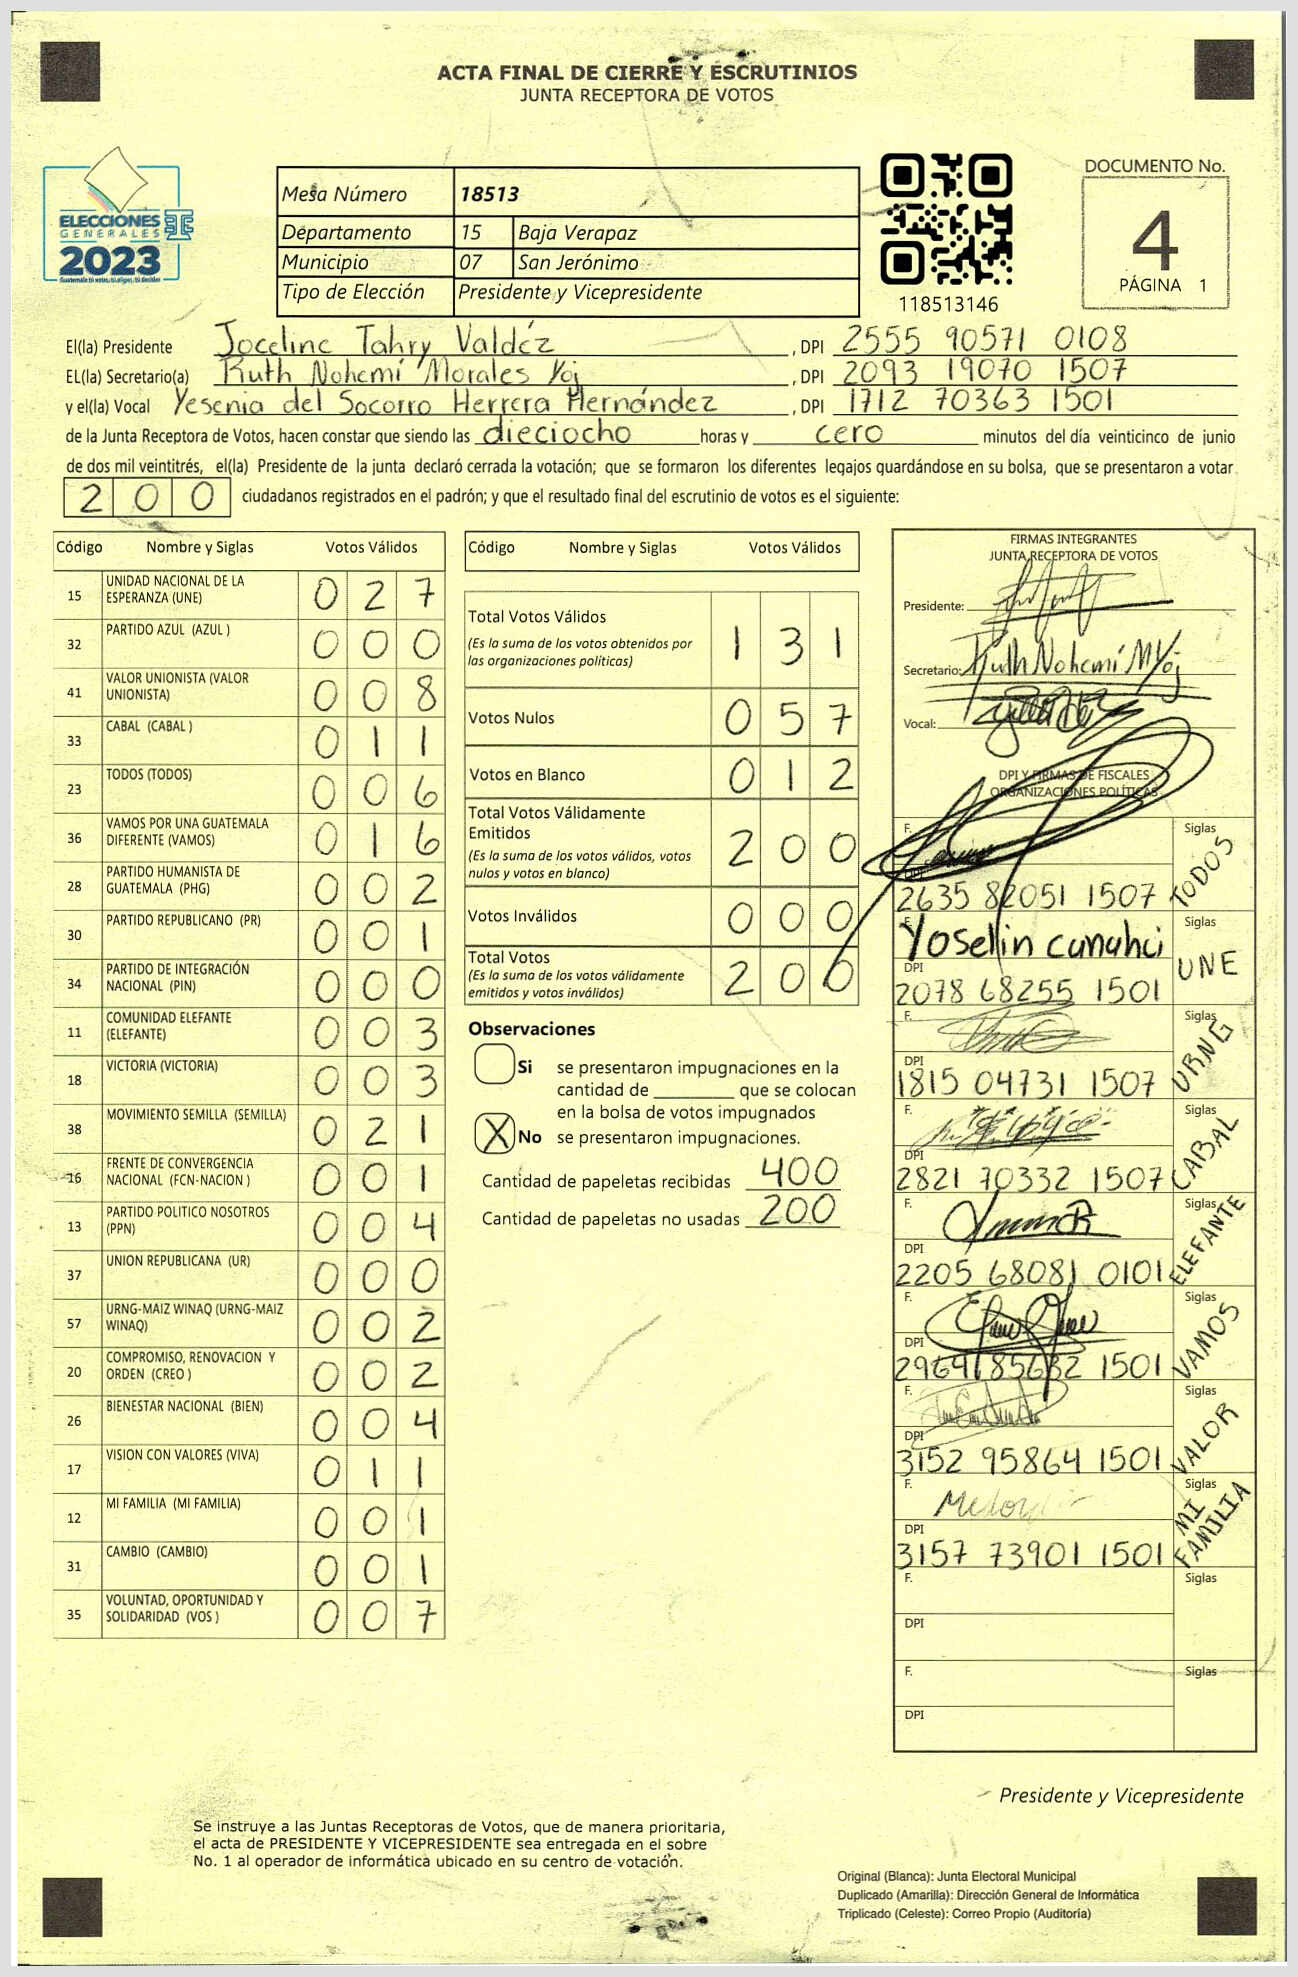 ACTA FINAL DE CIERRE Y ESCRUTINIOS
JUNTA RECEPTORA DE VOTOS
ELECCIONES
GENERALES
2023
Mesa Número 18513
Departamento 15 Baja Verapaz
Municipio 07 San Jerónimo
Tipo de Elección Presidente y Vicepresidente
118513146
DOCUMENTO No.
4
PÁGINA 1
El(la) Presidente Joceline Tahry Valdéz, DPI 2555 90571 0108
EL(la) Secretario(a) Ruth Nohemí Morales Yoj, DPI 2093 19070 1507
y el(la) Vocal Yesenia del Socorro Herrera Hernández, DPI 1712 70363 1501
de la Junta Receptora de Votos, hacen constar que siendo las dieciocho horas y cero minutos del día veinticinco de junio
de dos mil veintitrés, el(la) Presidente de la junta declaró cerrada la votación; que se formaron los diferentes legajos guardándose en su bolsa, que se presentaron a votar
200 ciudadanos registrados en el padrón; y que el resultado final del escrutinio de votos es el siguiente:
Código Nombre y Siglas Votos Válidos
15 UNIDAD NACIONAL DE LA ESPERANZA (UNE) 0 2 7
32 PARTIDO AZUL (AZUL ) 0 0 0
41 VALOR UNIONISTA (VALOR UNIONISTA) 0 0 8
33 CABAL (CABAL ) 0 1 1
23 TODOS (TODOS) 0 0 6
36 VAMOS POR UNA GUATEMALA DIFERENTE (VAMOS) 0 1 6
28 PARTIDO HUMANISTA DE GUATEMALA (PHG) 0 0 2
30 PARTIDO REPUBLICANO (PR) 0 0 1
34 PARTIDO DE INTEGRACIÓN NACIONAL (PIN) 0 0 0
11 COMUNIDAD ELEFANTE (ELEFANTE) 0 0 3
18 VICTORIA (VICTORIA) 0 0 3
38 MOVIMIENTO SEMILLA (SEMILLA) 0 2 1
16 FRENTE DE CONVERGENCIA NACIONAL (FCN-NACION ) 0 0 1
13 PARTIDO POLITICO NOSOTROS (PPN) 0 0 4
37 UNION REPUBLICANA (UR) 0 0 0
57 URNG-MAIZ WINAQ (URNG-MAIZ WINAQ) 0 0 2
20 COMPROMISO, RENOVACION Y ORDEN (CREO ) 0 0 2
26 BIENESTAR NACIONAL (BIEN) 0 0 4
17 VISION CON VALORES (VIVA) 0 1 1
12 MI FAMILIA (MI FAMILIA) 0 0 1
31 CAMBIO (CAMBIO) 0 0 1
35 VOLUNTAD, OPORTUNIDAD Y SOLIDARIDAD (VOS ) 0 0 7
Código Nombre y Siglas Votos Válidos
Total Votos Válidos 1 3 1
(Es la suma de los votos obtenidos por
las organizaciones políticas)
Votos Nulos 0 5 7
Votos en Blanco 0 1 2
Total Votos Válidamente
Emitidos 2 0 0
(Es la suma de los votos válidos, votos
nulos y votos en blanco)
Votos Inválidos 0 0 0
Total Votos 2 0 0
(Es la suma de los votos válidamente
emitidos y votos inválidos)
Observaciones
Si se presentaron impugnaciones en la
cantidad de ________ que se colocan
en la bolsa de votos impugnados
X No se presentaron impugnaciones.
Cantidad de papeletas recibidas 400
Cantidad de papeletas no usadas 200
FIRMAS INTEGRANTES
JUNTA RECEPTORA DE VOTOS
Presidente:
Secretario: Ruth Nohemí M Yoj
Vocal:
DPI Y FIRMAS DE FISCALES
ORGANIZACIONES POLÍTICAS
F. Siglas TODOS
DPI 2635 82051 1507
F. Yosellin cunahui Siglas UNE
DPI 2078 68255 1501
F. Siglas URNG
DPI 1815 04731 1507
F. Siglas CABAL
DPI 2821 70332 1507
F. Siglas ELEFANTE
DPI 2205 68081 0101
F. Siglas VAMOS
DPI 1501
F. Siglas VALOR
DPI 3152 95864 1501
F. Siglas MI FAMILIA
DPI 3157 73901 1501
F. Siglas
DPI
F. Siglas
DPI
Presidente y Vicepresidente
Se instruye a las Juntas Receptoras de Votos, que de manera prioritaria,
el acta de PRESIDENTE Y VICEPRESIDENTE sea entregada en el sobre
No. 1 al operador de informática ubicado en su centro de votación.
Original (Blanca): Junta Electoral Municipal
Duplicado (Amarilla): Dirección General de Informática
Triplicado (Celeste): Correo Propio (Auditoría)